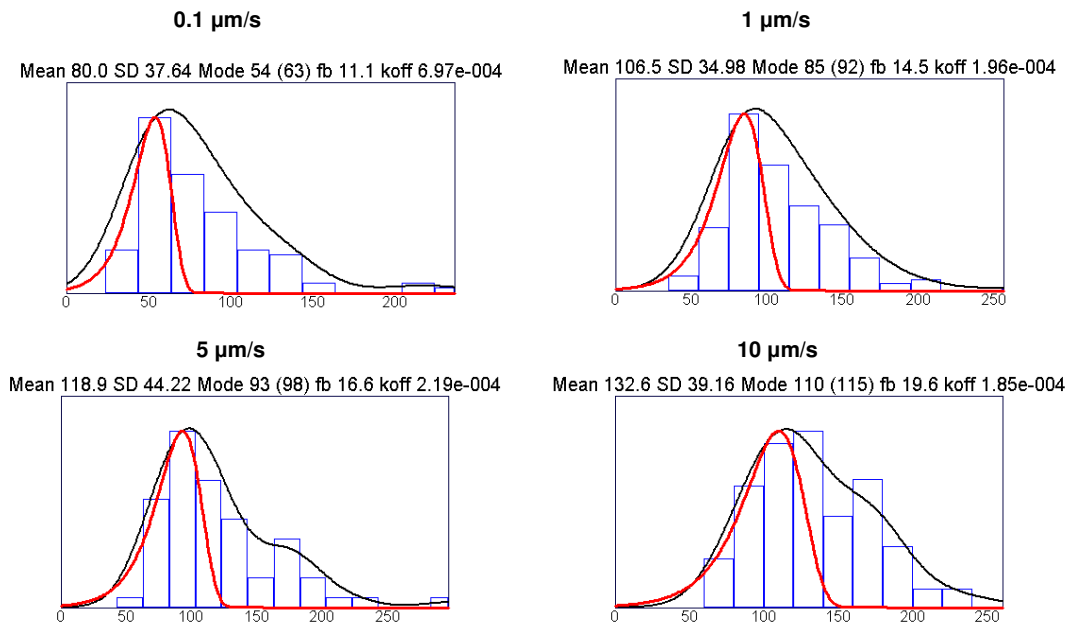 0.1 µm/s
1 µm/s
Mean 80.0 SD 37.64 Mode 54 (63) fb 11.1 koff 6.97e-004
Mean 106.5 SD 34.98 Mode 85 (92) fb 14.5 koff 1.96e-004
0 50 100 150 200
0 50 100 150 200 250
5 µm/s
10 µm/s
Mean 118.9 SD 44.22 Mode 93 (98) fb 16.6 koff 2.19e-004
Mean 132.6 SD 39.16 Mode 110 (115) fb 19.6 koff 1.85e-004
0 50 100 150 200 250
0 50 100 150 200 250